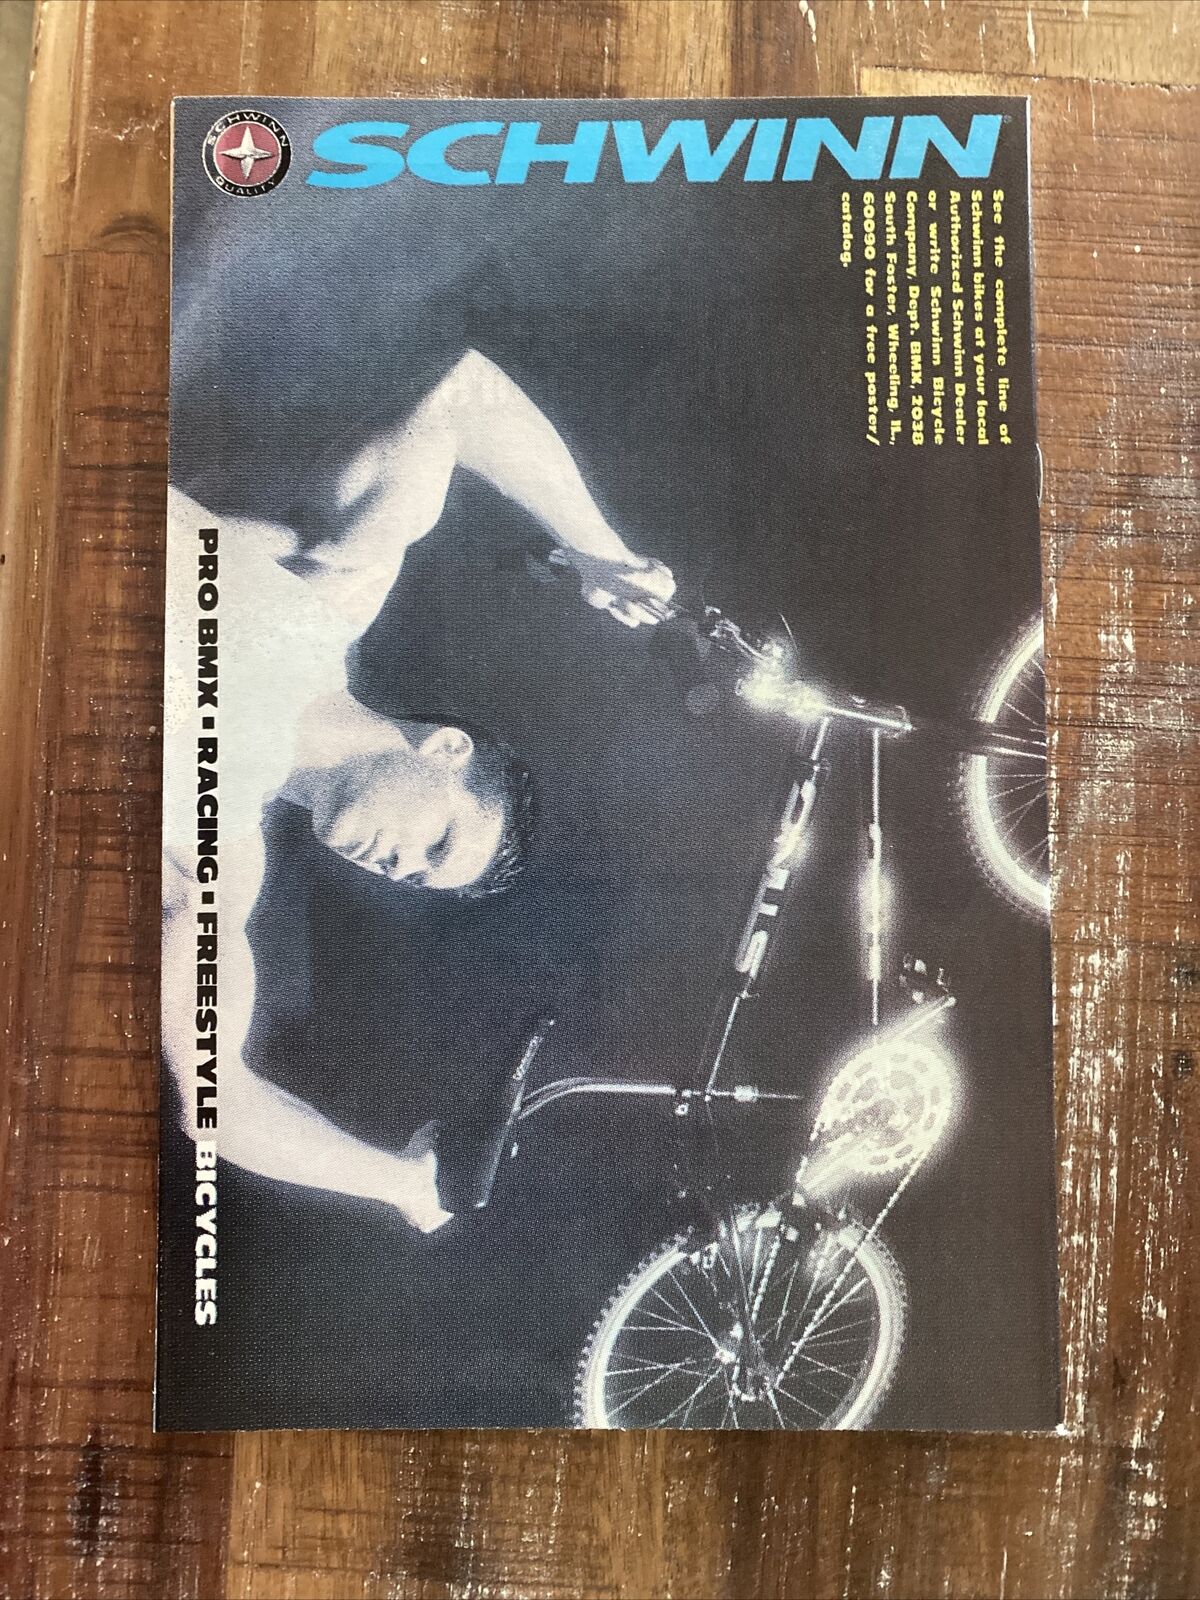 SCHWINN
QUALITY
SCHWINN®
See the complete line of
Schwinn bikes at your local
Authorized Schwinn Dealer
or write Schwinn Bicycle
Company, Dept. BMX, 2038
South Foster, Wheeling, IL,
60090 for a free poster/
catalog.
PRO BMX ▪ RACING ▪ FREESTYLE BICYCLES